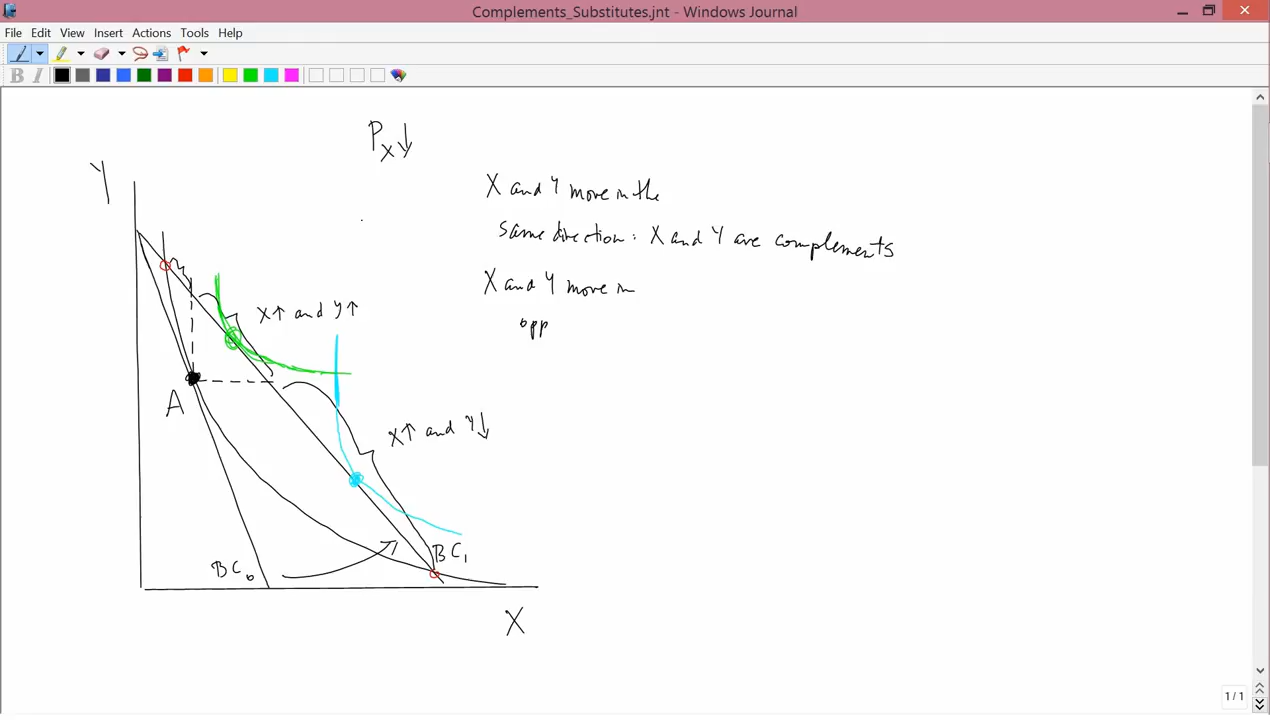 Complements_Substitutes.jnt - Windows Journal
File Edit View Insert Actions Tools Help
B I
P_X↓
Y
X and Y move in the
same direction: X and Y are complements
X and Y move in
opp
X↑ and Y↑
A
X↑ and Y↓
BC₀
BC₁
X
1 / 1